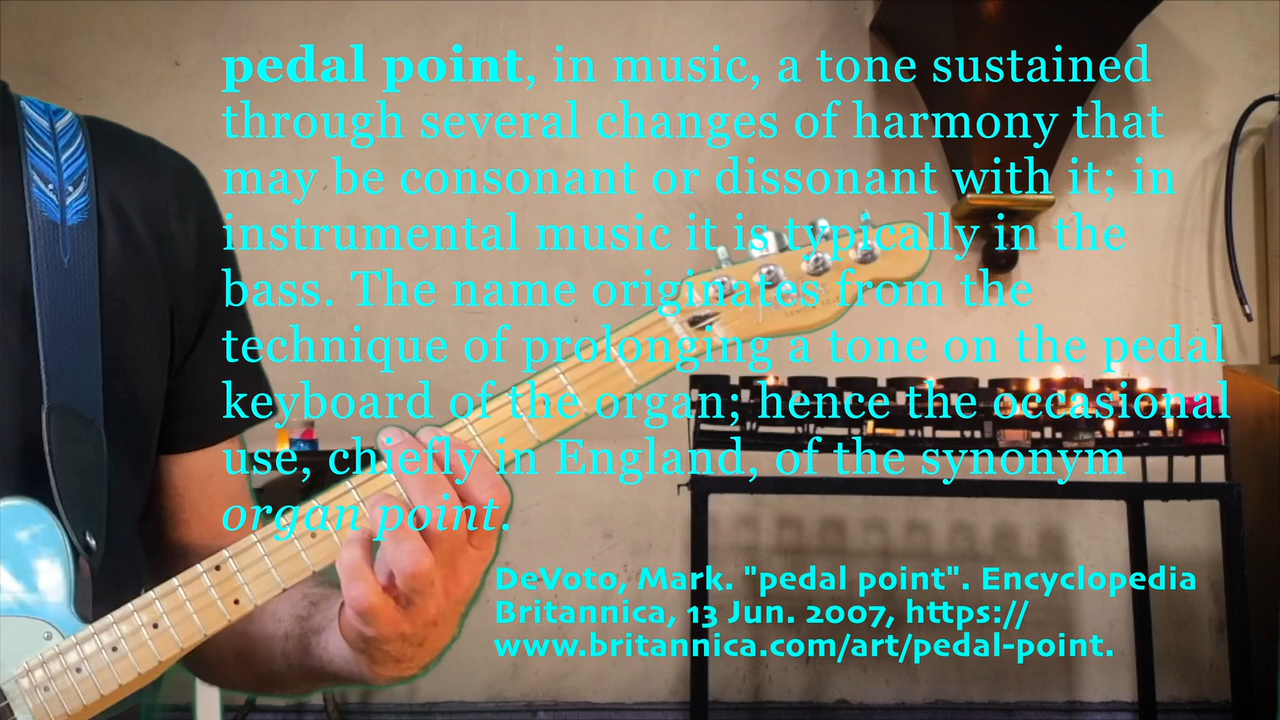 pedal point, in music, a tone sustained
through several changes of harmony that
may be consonant or dissonant with it; in
instrumental music it is typically in the
bass. The name originates from the
technique of prolonging a tone on the pedal
keyboard of the organ; hence the occasional
use, chiefly in England, of the synonym
organ point.
DeVoto, Mark. "pedal point". Encyclopedia
Britannica, 13 Jun. 2007, https://
www.britannica.com/art/pedal-point.